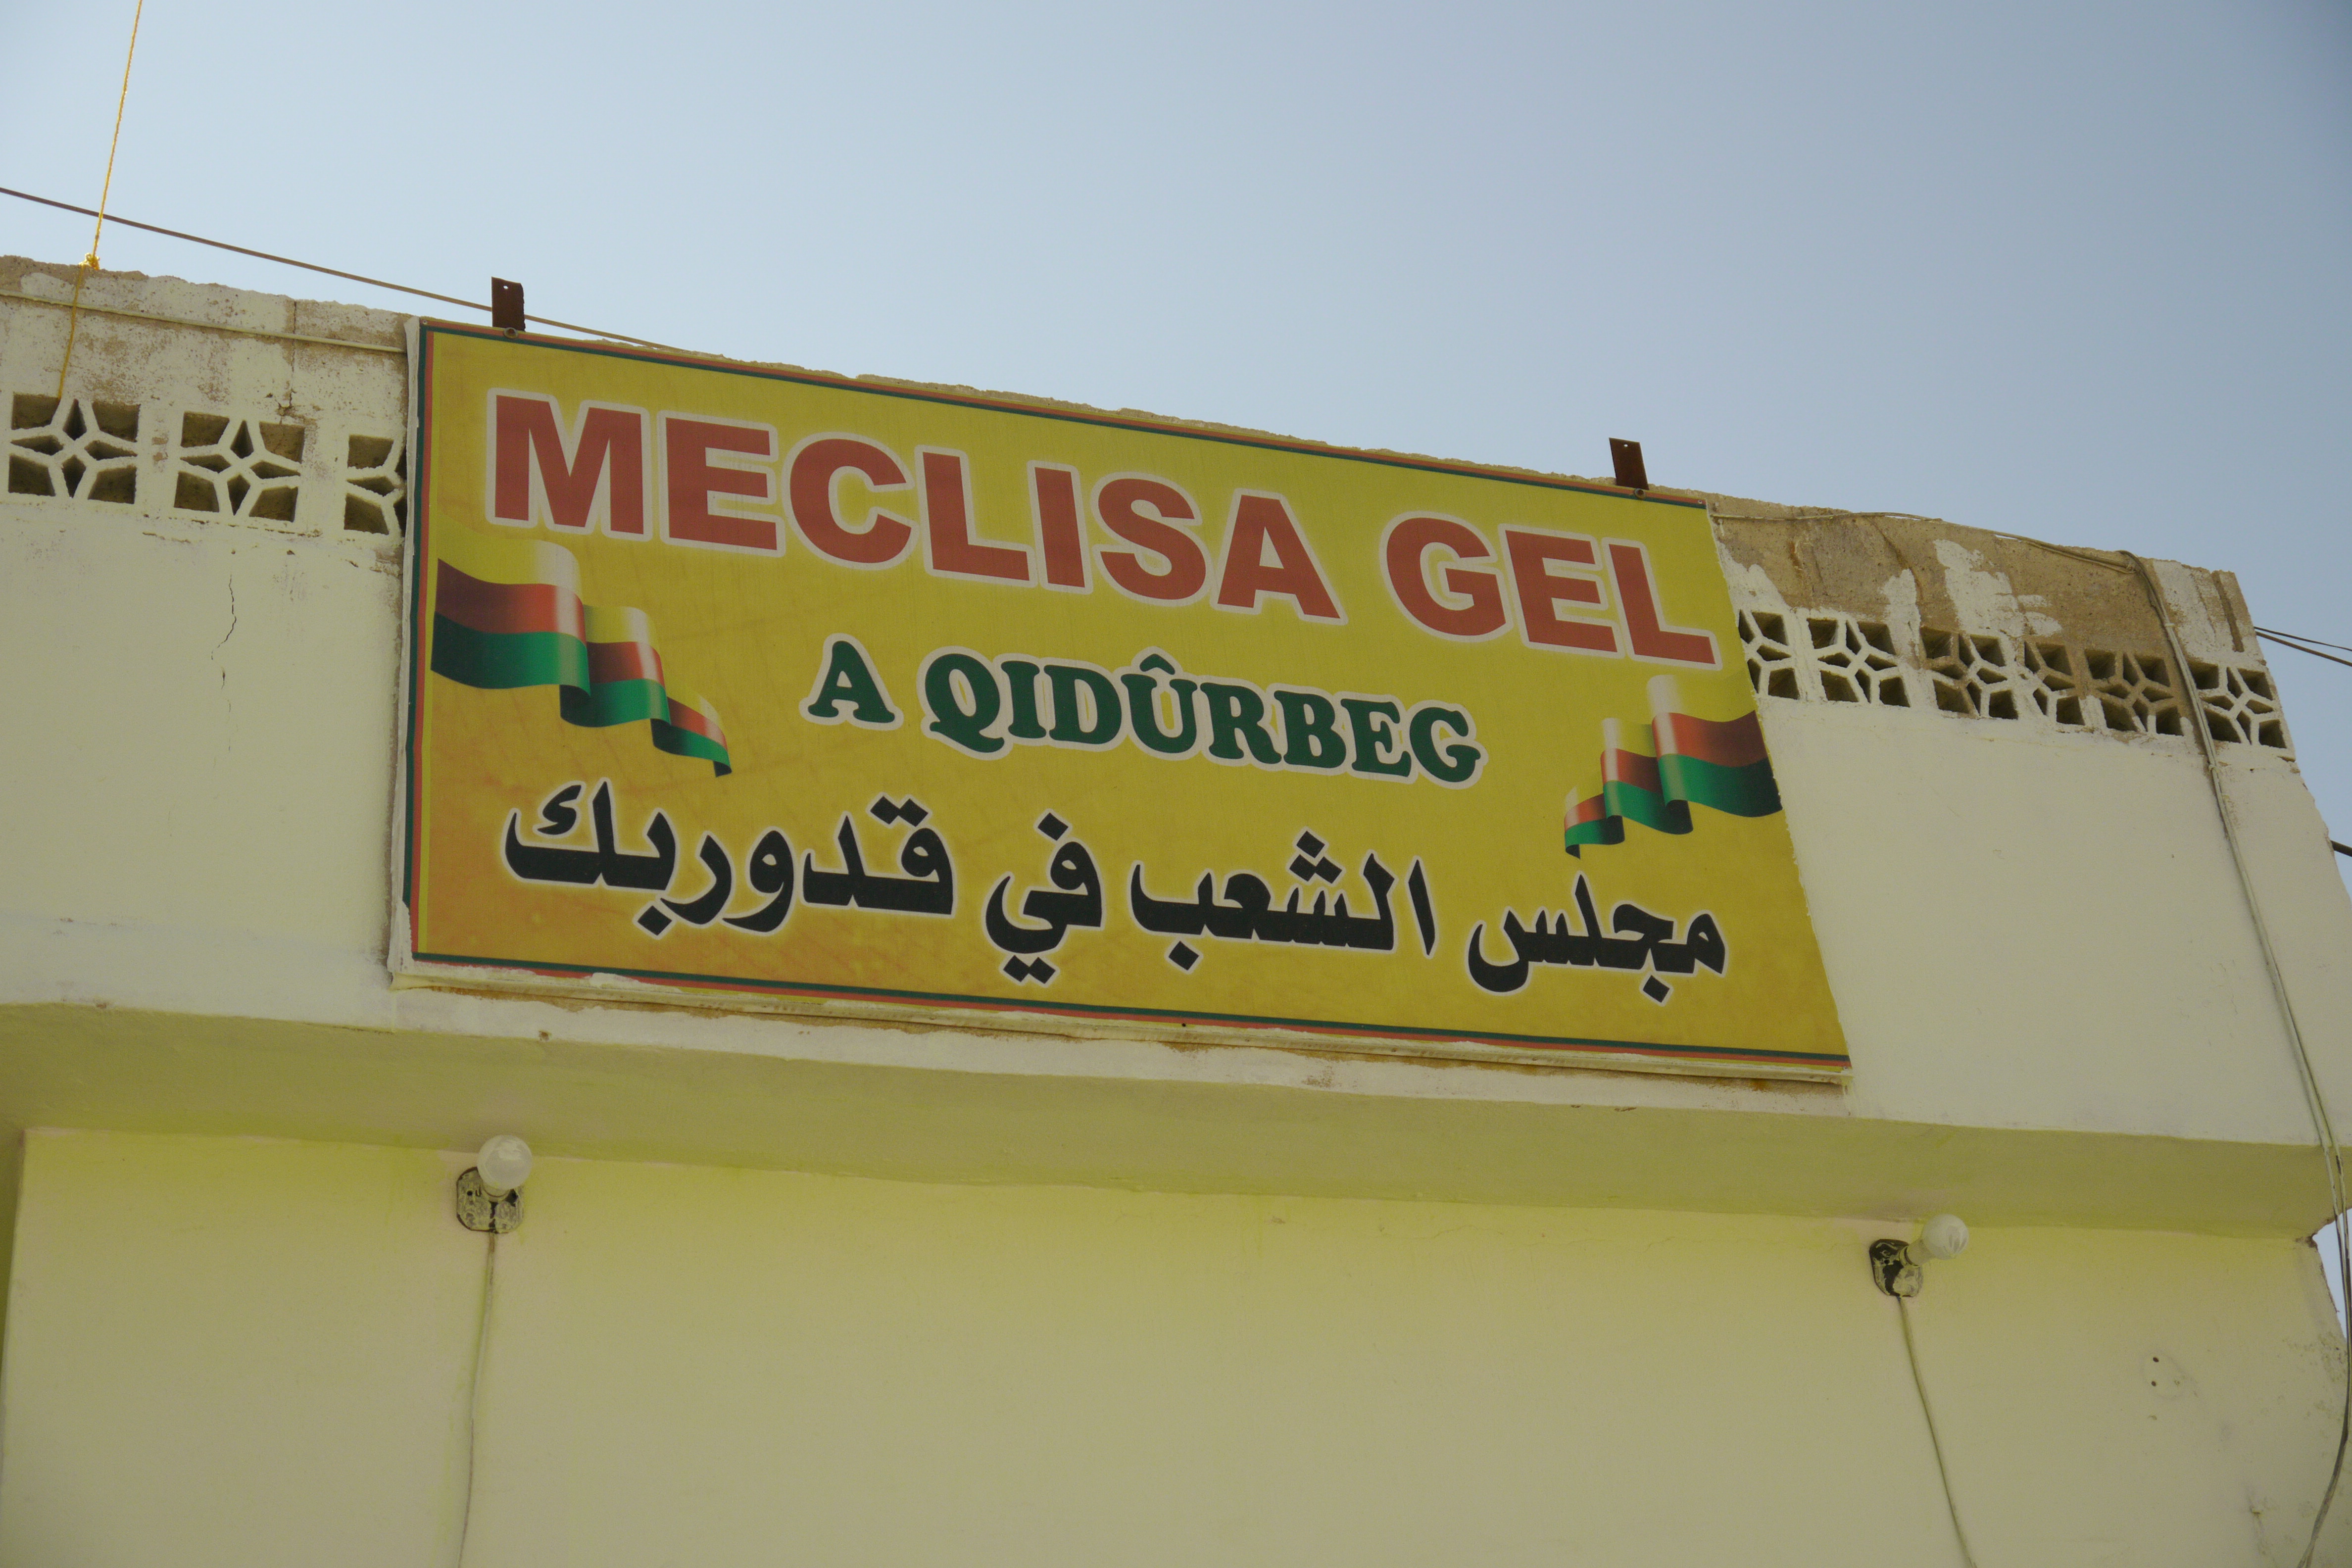 MECLISA GEL
A QIDÛRBEG
مجلس الشعب في قدوربك